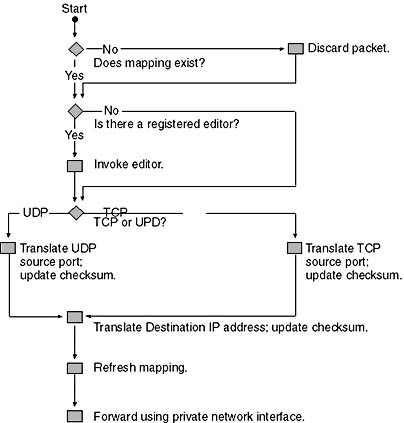 Start
No
Discard packet.
Does mapping exist?
Yes
No
Is there a registered editor?
Yes
Invoke editor.
UDP
TCP
TCP or UPD?
Translate UDP
source port;
update checksum.
Translate TCP
source port;
update checksum.
Translate Destination IP address; update checksum.
Refresh mapping.
Forward using private network interface.